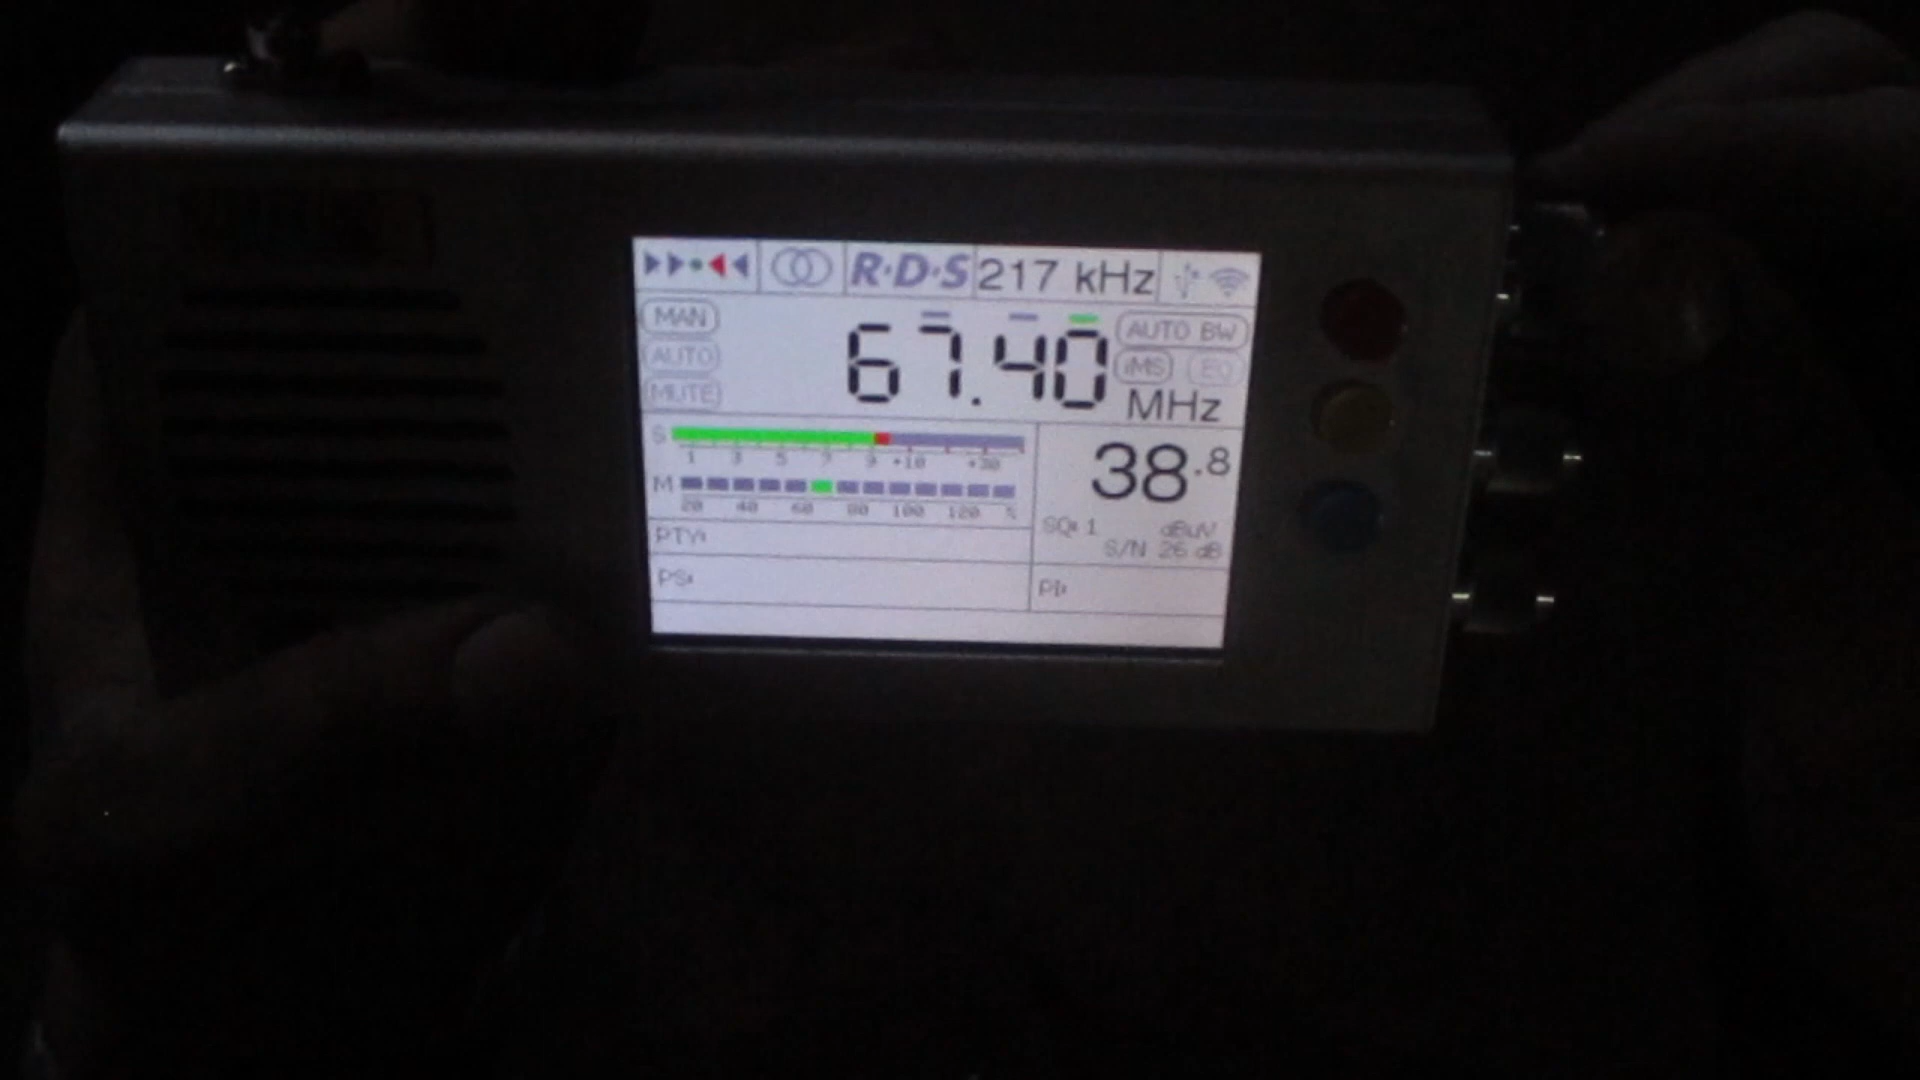 R·D·S 217 kHz
MAN 67.40 AUTO BW
AUTO iMS EQ
MUTE MHz
S
1 3 5 7 9 +10 +30
38.8
M
20 40 60 80 100 120 %
SQ: 1 dBuV
PTY:
S/N 26 dB
PS:
PI: